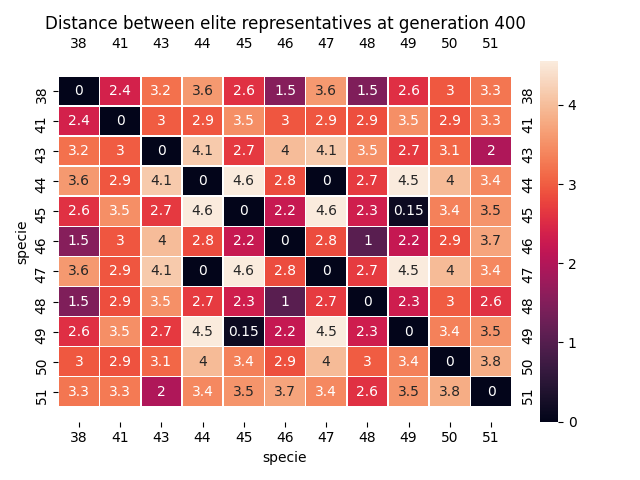 Distance between elite representatives at generation 400
38 41 43 44 45 46 47 48 49 50 51
38 0 2.4 3.2 3.6 2.6 1.5 3.6 1.5 2.6 3 3.3 38
41 2.4 0 3 2.9 3.5 3 2.9 2.9 3.5 2.9 3.3 41
43 3.2 3 0 4.1 2.7 4 4.1 3.5 2.7 3.1 2 43
44 3.6 2.9 4.1 0 4.6 2.8 0 2.7 4.5 4 3.4 44
45 2.6 3.5 2.7 4.6 0 2.2 4.6 2.3 0.15 3.4 3.5 45
46 1.5 3 4 2.8 2.2 0 2.8 1 2.2 2.9 3.7 46
47 3.6 2.9 4.1 0 4.6 2.8 0 2.7 4.5 4 3.4 47
48 1.5 2.9 3.5 2.7 2.3 1 2.7 0 2.3 3 2.6 48
49 2.6 3.5 2.7 4.5 0.15 2.2 4.5 2.3 0 3.4 3.5 49
50 3 2.9 3.1 4 3.4 2.9 4 3 3.4 0 3.8 50
51 3.3 3.3 2 3.4 3.5 3.7 3.4 2.6 3.5 3.8 0 51
38 41 43 44 45 46 47 48 49 50 51
specie
specie
4
3
2
1
0